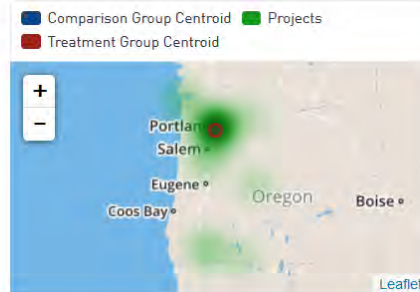 Comparison Group Centroid Projects
Treatment Group Centroid
+
−
Portlan
Salem
Eugene
Oregon
Boise
Coos Bay
Leaflet